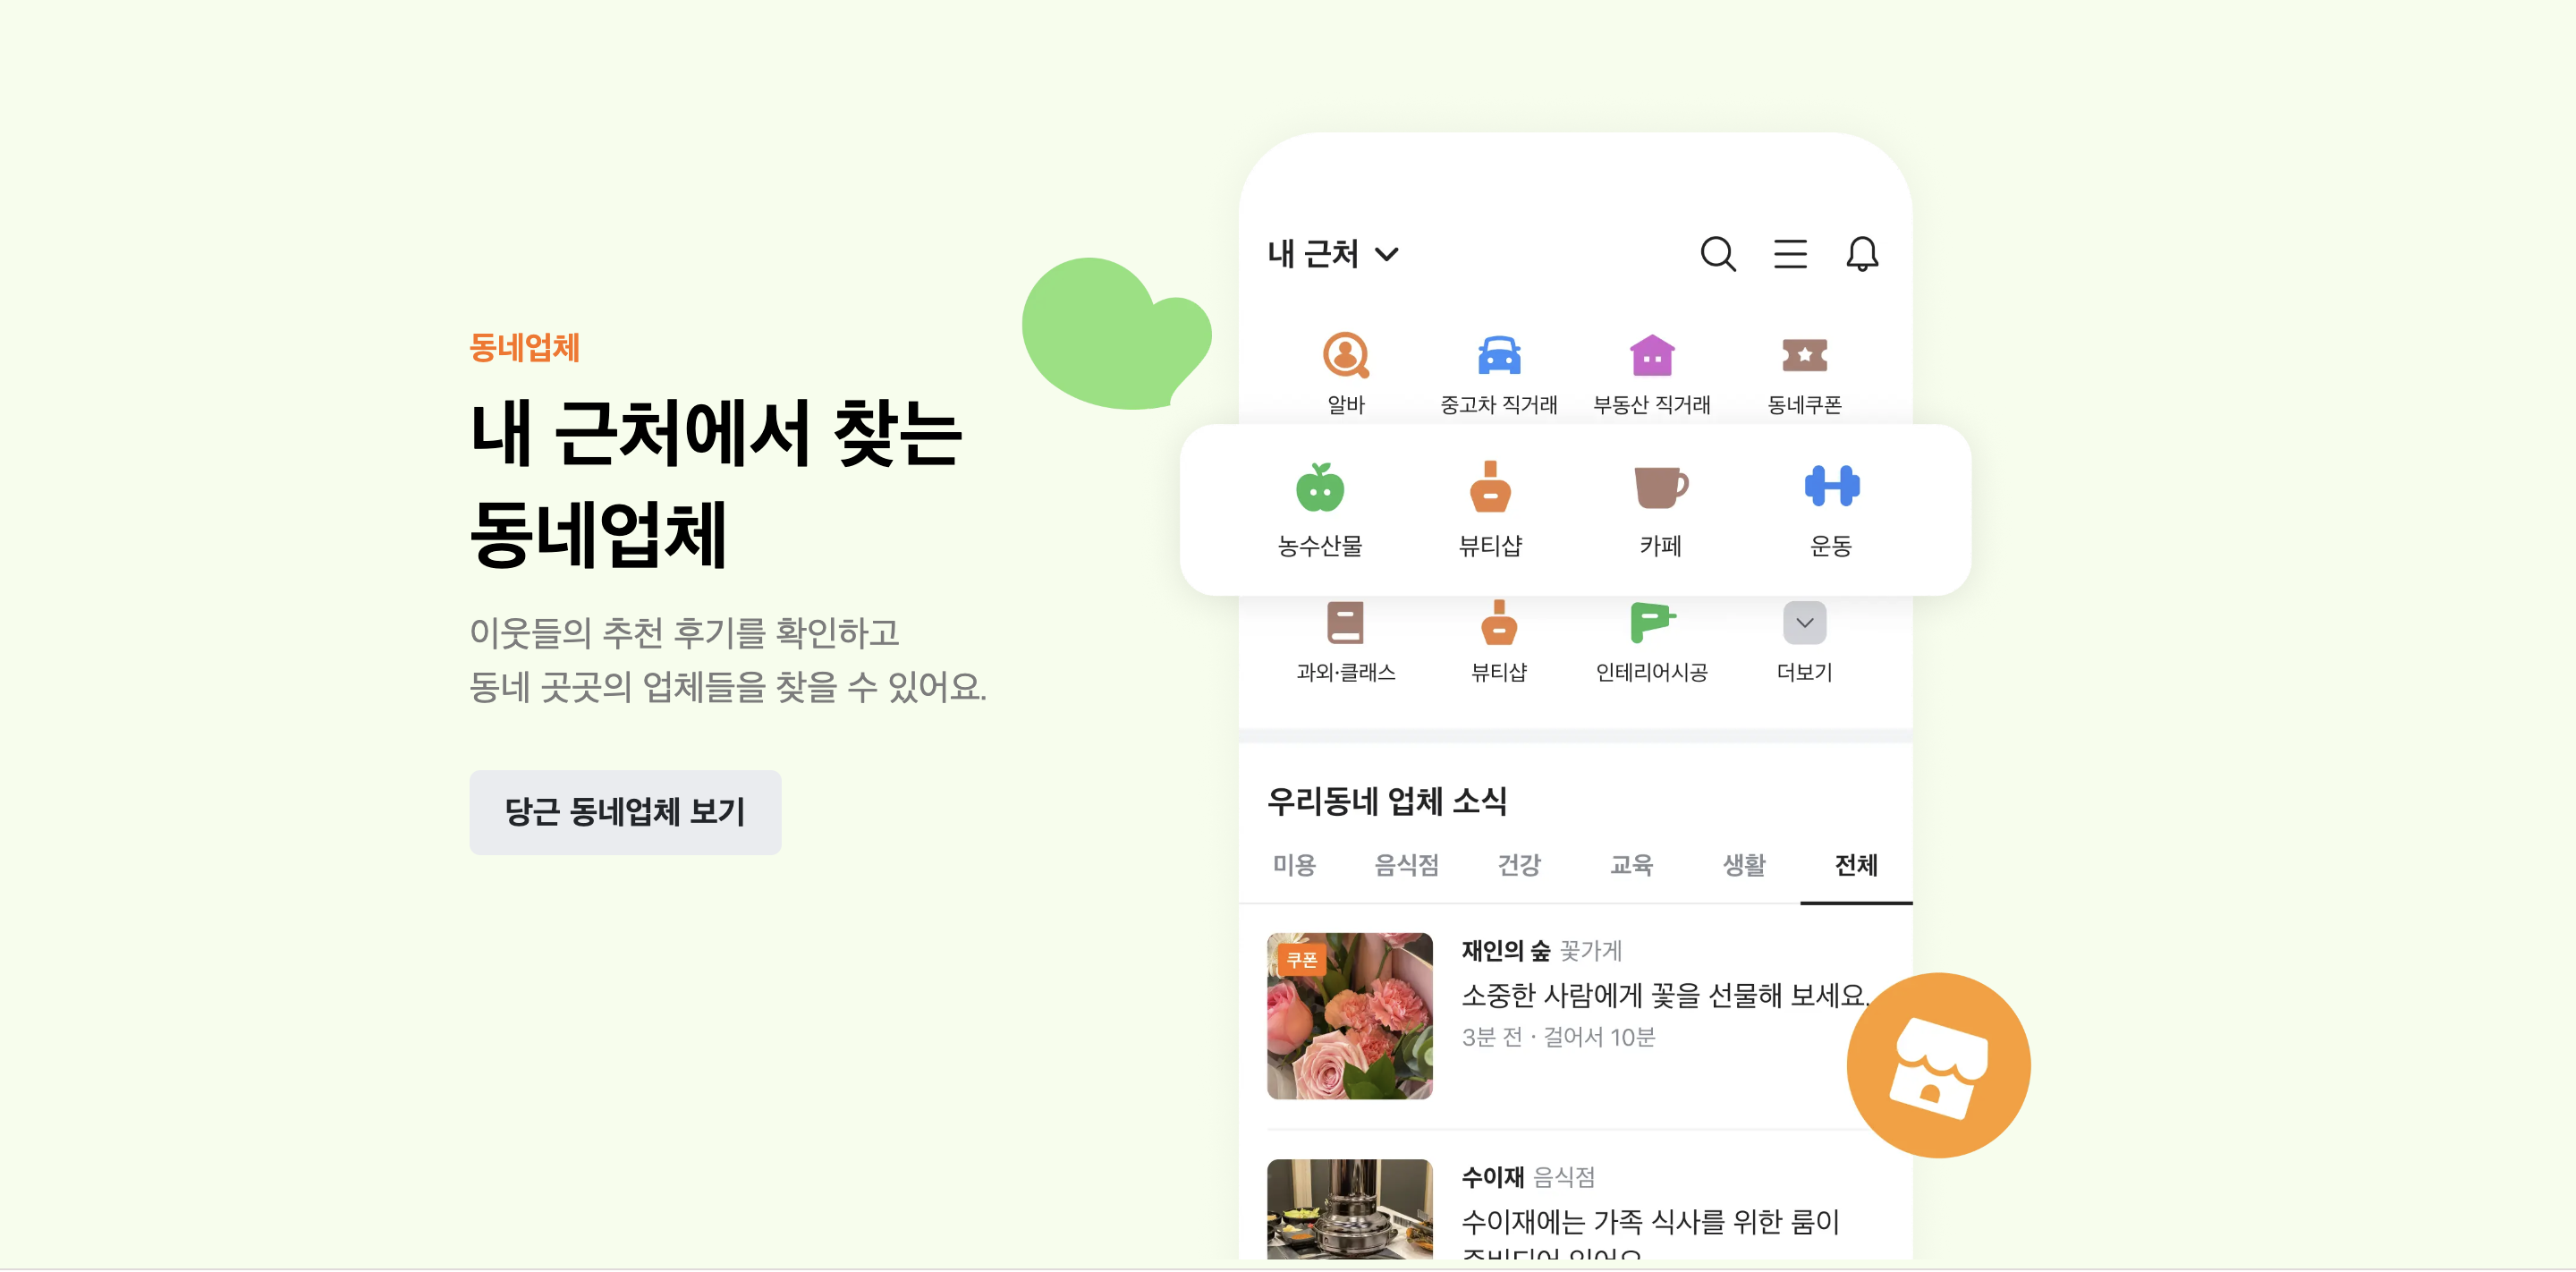 동네업체
내 근처에서 찾는
동네업체
이웃들의 추천 후기를 확인하고
동네 곳곳의 업체들을 찾을 수 있어요.
당근 동네업체 보기
내 근처
알바 중고차 직거래 부동산 직거래 동네쿠폰
농수산물 뷰티샵 카페 운동
과외·클래스 뷰티샵 인테리어시공 더보기
우리동네 업체 소식
미용 음식점 건강 교육 생활 전체
쿠폰
재인의 숲 꽃가게
소중한 사람에게 꽃을 선물해 보세요.
3분 전 · 걸어서 10분
수이재 음식점
수이재에는 가족 식사를 위한 룸이